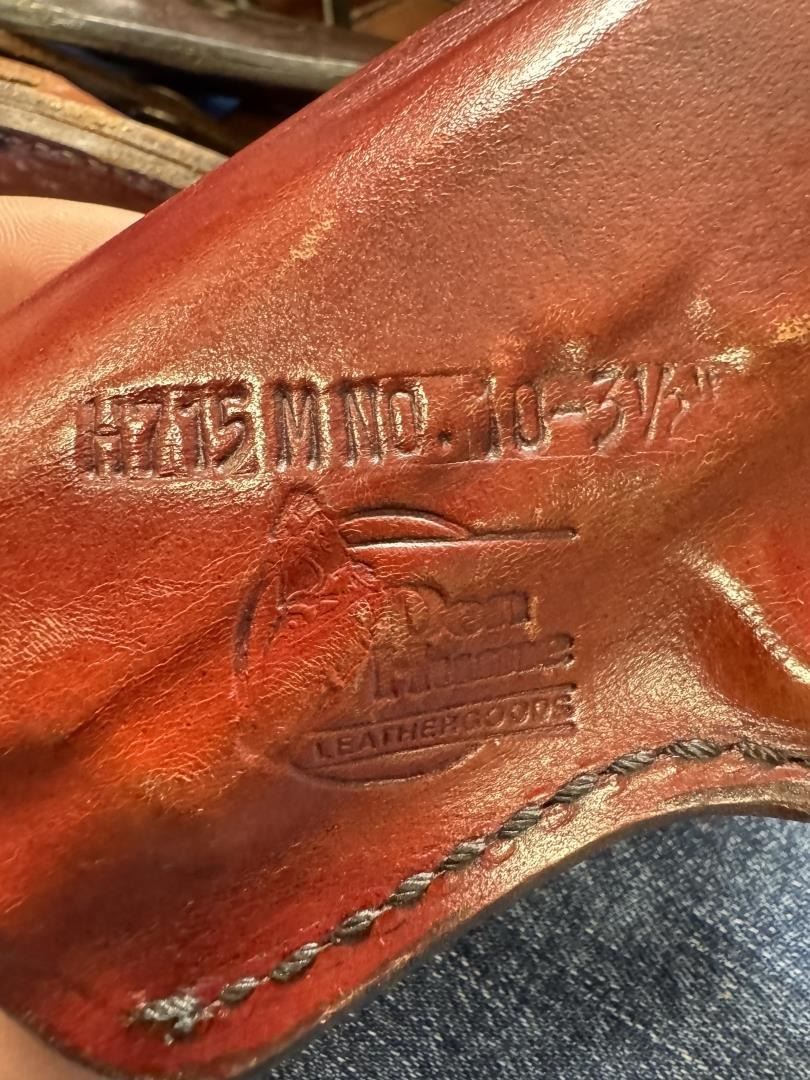 H715 M NO. 10-3½"
Don
Hume
LEATHERGOODS